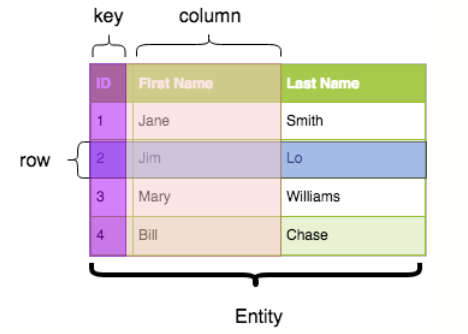 key column
ID First Name Last Name
1 Jane Smith
row 2 Jim Lo
3 Mary Williams
4 Bill Chase
Entity